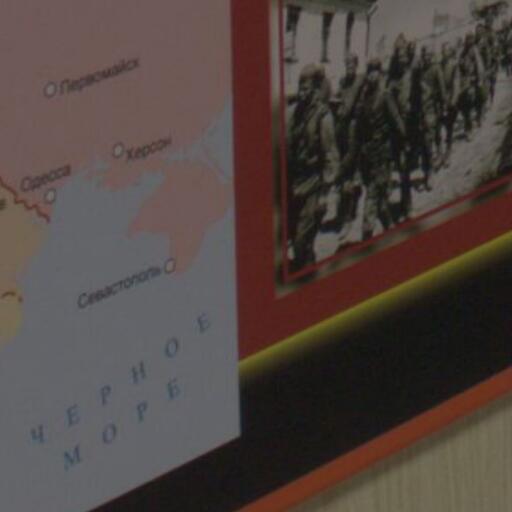 Первомайск
Херсон
Одесса
Севастополь
ЧЕРНОЕ
МОРЕ